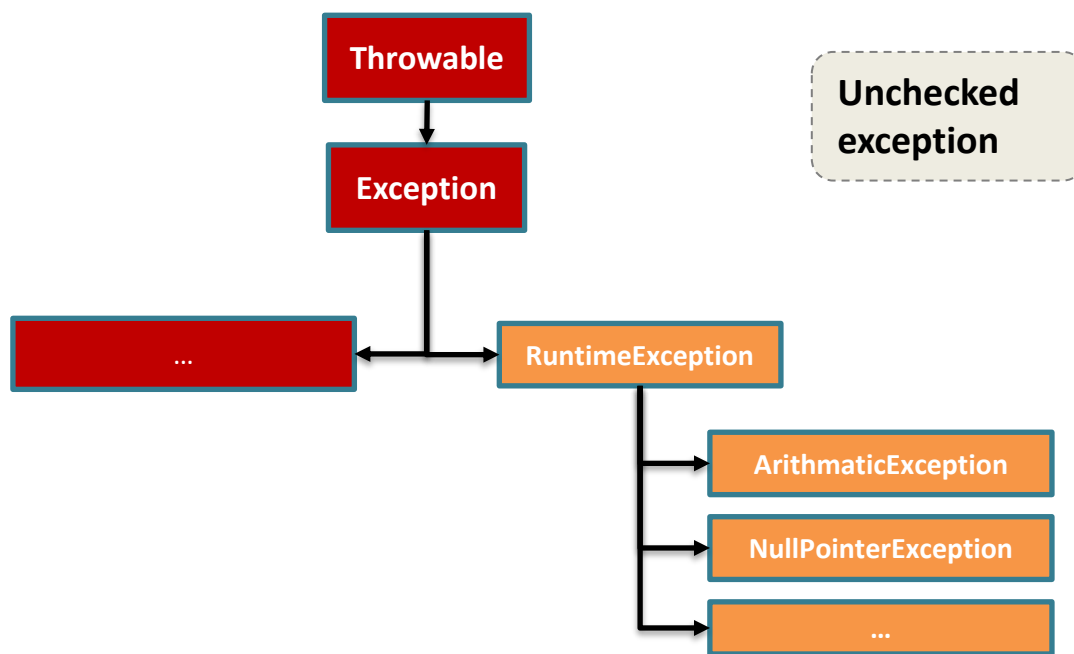 Throwable
Unchecked
exception
Exception
...
RuntimeException
ArithmaticException
NullPointerException
...